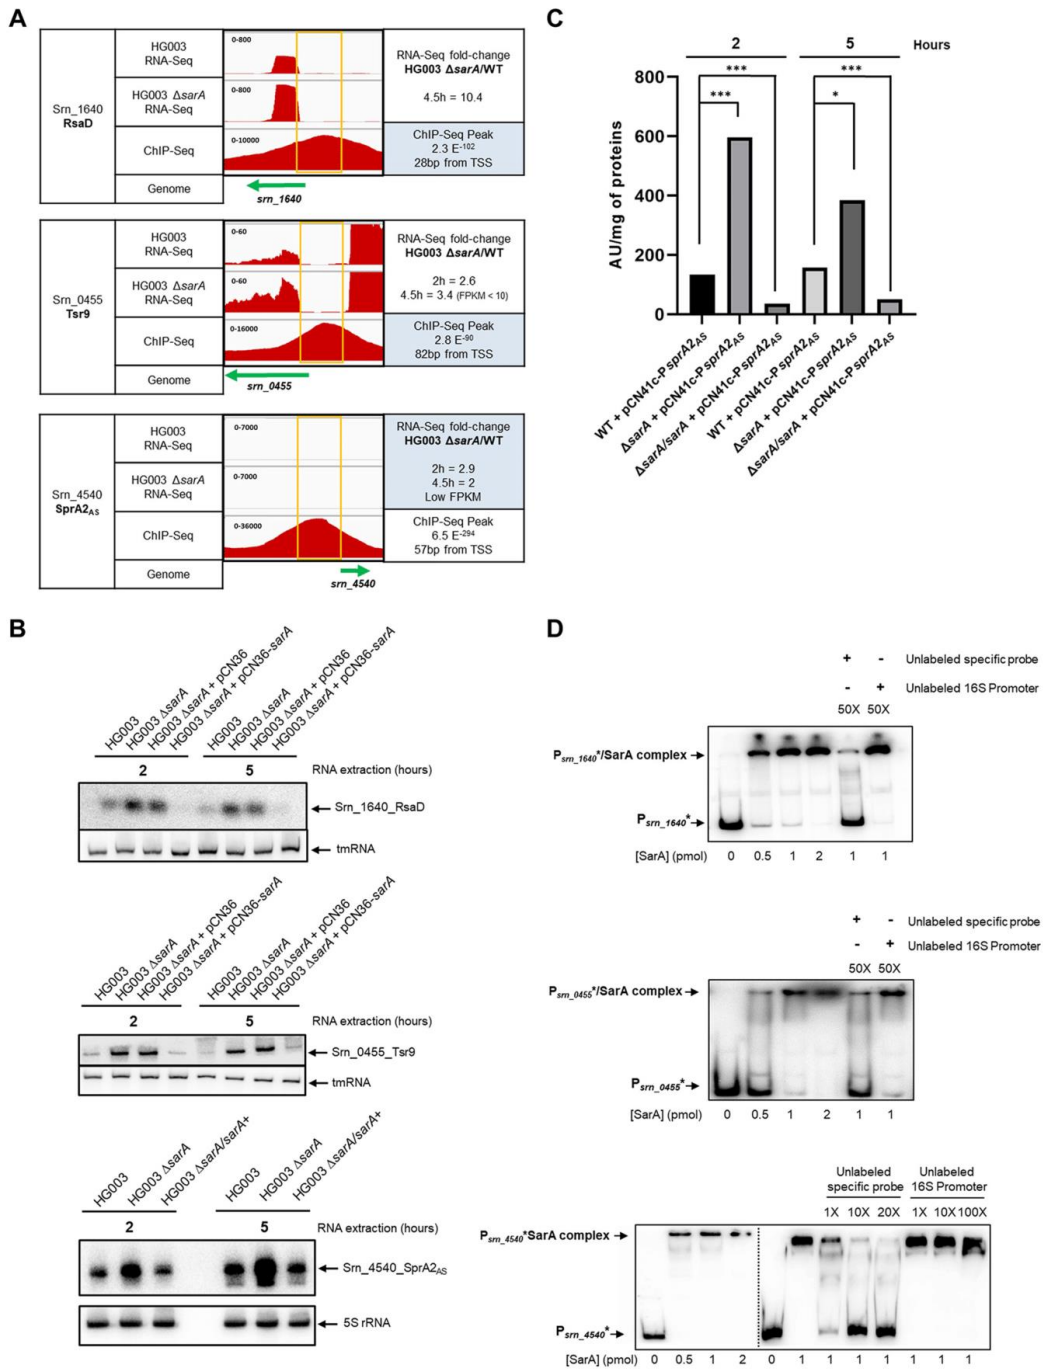 A
Srn_1640
RsaD
HG003
RNA-Seq
0-800
HG003 ΔsarA
RNA-Seq
0-800
ChIP-Seq
0-10000
Genome
srn_1640
RNA-Seq fold-change
HG003 ΔsarA/WT
4.5h = 10.4
ChIP-Seq Peak
2.3 E-102
28bp from TSS
Srn_0455
Tsr9
HG003
RNA-Seq
0-60
HG003 ΔsarA
RNA-Seq
0-60
ChIP-Seq
0-16000
Genome
srn_0455
RNA-Seq fold-change
HG003 ΔsarA/WT
2h = 2.6
4.5h = 3.4 (FPKM < 10)
ChIP-Seq Peak
2.8 E-90
82bp from TSS
Srn_4540
SprA2AS
HG003
RNA-Seq
0-7000
HG003 ΔsarA
RNA-Seq
0-7000
ChIP-Seq
0-36000
Genome
srn_4540
RNA-Seq fold-change
HG003 ΔsarA/WT
2h = 2.9
4.5h = 2
Low FPKM
ChIP-Seq Peak
6.5 E-294
57bp from TSS
B
HG003
HG003 ΔsarA
HG003 ΔsarA + pCN36
HG003 ΔsarA + pCN36-sarA
HG003
HG003 ΔsarA
HG003 ΔsarA + pCN36
HG003 ΔsarA + pCN36-sarA
2 5 RNA extraction (hours)
Srn_1640_RsaD
tmRNA
HG003
HG003 ΔsarA
HG003 ΔsarA + pCN36
HG003 ΔsarA + pCN36-sarA
HG003
HG003 ΔsarA
HG003 ΔsarA + pCN36
HG003 ΔsarA + pCN36-sarA
2 5 RNA extraction (hours)
Srn_0455_Tsr9
tmRNA
HG003
HG003 ΔsarA
HG003 ΔsarA/sarA+
HG003
HG003 ΔsarA
HG003 ΔsarA/sarA+
2 5 RNA extraction (hours)
Srn_4540_SprA2AS
5S rRNA
C
2 5 Hours
*** *** *** *
AU/mg of proteins
800
600
400
200
0
WT + pCN41c-PsprA2AS
ΔsarA + pCN41c-PsprA2AS
ΔsarA/sarA + pCN41c-PsprA2AS
WT + pCN41c-PsprA2AS
ΔsarA + pCN41c-PsprA2AS
ΔsarA/sarA + pCN41c-PsprA2AS
D
+ - Unlabeled specific probe
- + Unlabeled 16S Promoter
50X 50X
Psrn_1640*/SarA complex
Psrn_1640*
[SarA] (pmol) 0 0.5 1 2 1 1
+ - Unlabeled specific probe
- + Unlabeled 16S Promoter
50X 50X
Psrn_0455*/SarA complex
Psrn_0455*
[SarA] (pmol) 0 0.5 1 2 1 1
Unlabeled specific probe
Unlabeled 16S Promoter
1X 10X 20X 1X 10X 100X
Psrn_4540*SarA complex
Psrn_4540*
[SarA] (pmol) 0 0.5 1 2 0 1 1 1 1 1 1 1